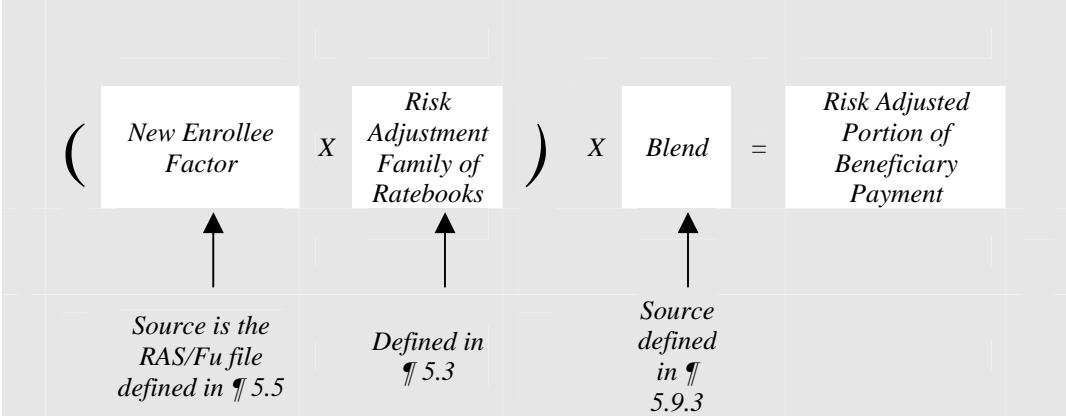 ( New Enrollee Factor X Risk Adjustment Family of Ratebooks ) X Blend = Risk Adjusted Portion of Beneficiary Payment
Source is the
RAS/Fu file
defined in ¶ 5.5
Defined in
¶ 5.3
Source
defined
in ¶
5.9.3